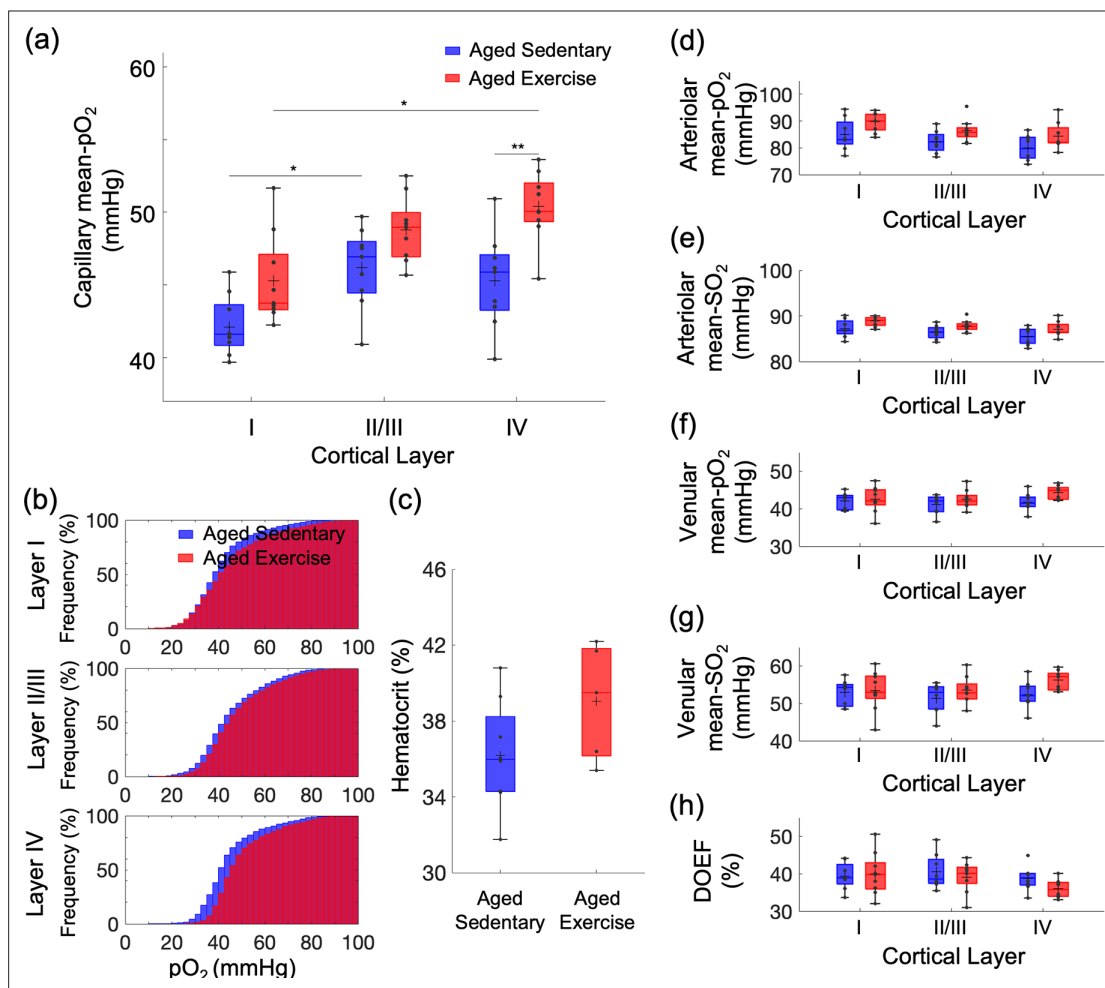 (a)
Aged Sedentary
Aged Exercise
Capillary mean-pO₂
(mmHg)
60
50
40
*
*
**
I II/III IV
Cortical Layer
(b)
Layer I
Frequency (%)
100
50
0
Aged Sedentary
Aged Exercise
0 20 40 60 80 100
Layer II/III
Frequency (%)
100
50
0
0 20 40 60 80 100
Layer IV
Frequency (%)
100
50
0
0 20 40 60 80 100
pO₂ (mmHg)
(c)
Hematocrit (%)
46
42
38
34
30
Aged Aged
Sedentary Exercise
(d)
Arteriolar
mean-pO₂
(mmHg)
100
90
80
70
I II/III IV
Cortical Layer
(e)
Arteriolar
mean-SO₂
(mmHg)
100
90
80
I II/III IV
Cortical Layer
(f)
Venular
mean-pO₂
(mmHg)
50
40
30
I II/III IV
Cortical Layer
(g)
Venular
mean-SO₂
(mmHg)
60
50
40
I II/III IV
Cortical Layer
(h)
DOEF
(%)
50
40
30
I II/III IV
Cortical Layer